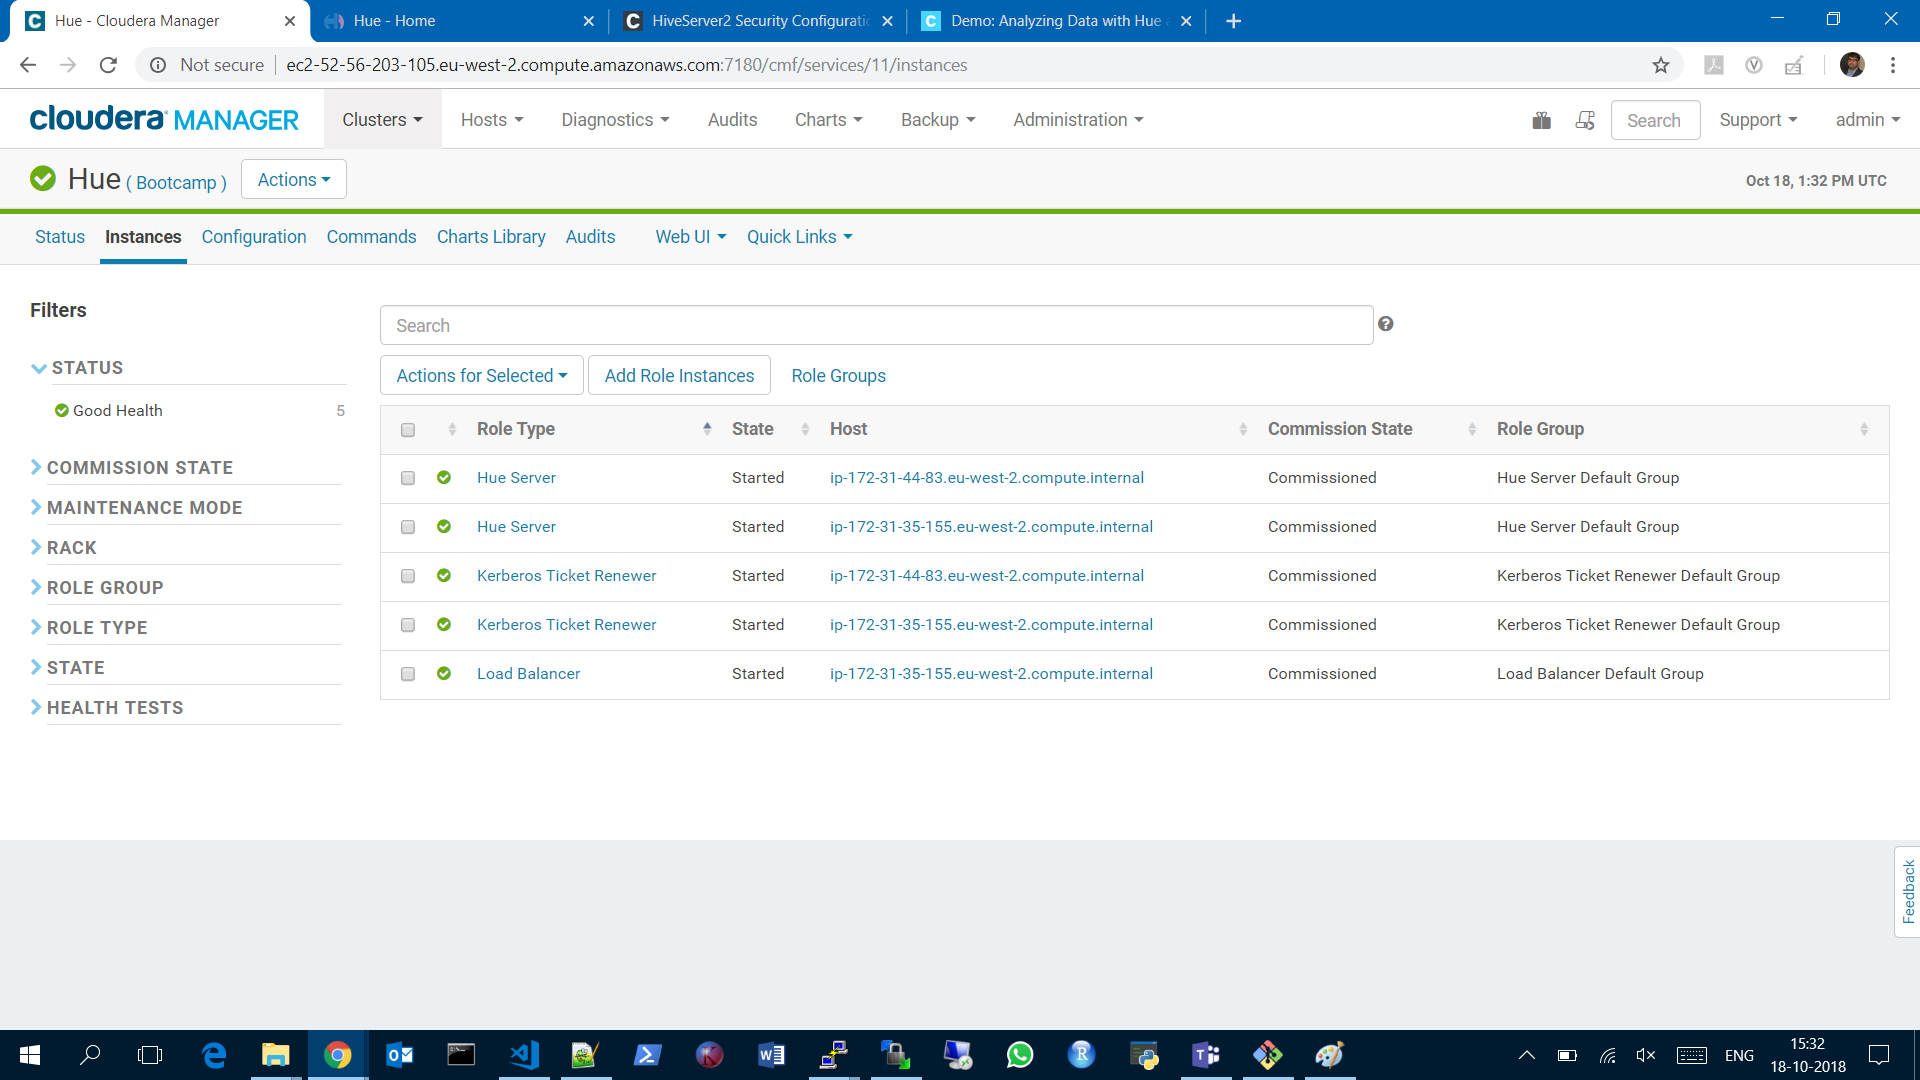 Hue - Cloudera Manager
Hue - Home
HiveServer2 Security Configuratio
Demo: Analyzing Data with Hue a
Not secure
ec2-52-56-203-105.eu-west-2.compute.amazonaws.com:7180/cmf/services/11/instances
cloudera MANAGER
Clusters
Hosts
Diagnostics
Audits
Charts
Backup
Administration
Search
Support
admin
Hue ( Bootcamp )
Actions
Oct 18, 1:32 PM UTC
Status
Instances
Configuration
Commands
Charts Library
Audits
Web UI
Quick Links
Filters
STATUS
Good Health 5
COMMISSION STATE
MAINTENANCE MODE
RACK
ROLE GROUP
ROLE TYPE
STATE
HEALTH TESTS
Search
Actions for Selected
Add Role Instances
Role Groups
Role Type State Host Commission State Role Group
Hue Server Started ip-172-31-44-83.eu-west-2.compute.internal Commissioned Hue Server Default Group
Hue Server Started ip-172-31-35-155.eu-west-2.compute.internal Commissioned Hue Server Default Group
Kerberos Ticket Renewer Started ip-172-31-44-83.eu-west-2.compute.internal Commissioned Kerberos Ticket Renewer Default Group
Kerberos Ticket Renewer Started ip-172-31-35-155.eu-west-2.compute.internal Commissioned Kerberos Ticket Renewer Default Group
Load Balancer Started ip-172-31-35-155.eu-west-2.compute.internal Commissioned Load Balancer Default Group
Feedback
ENG
15:32
18-10-2018